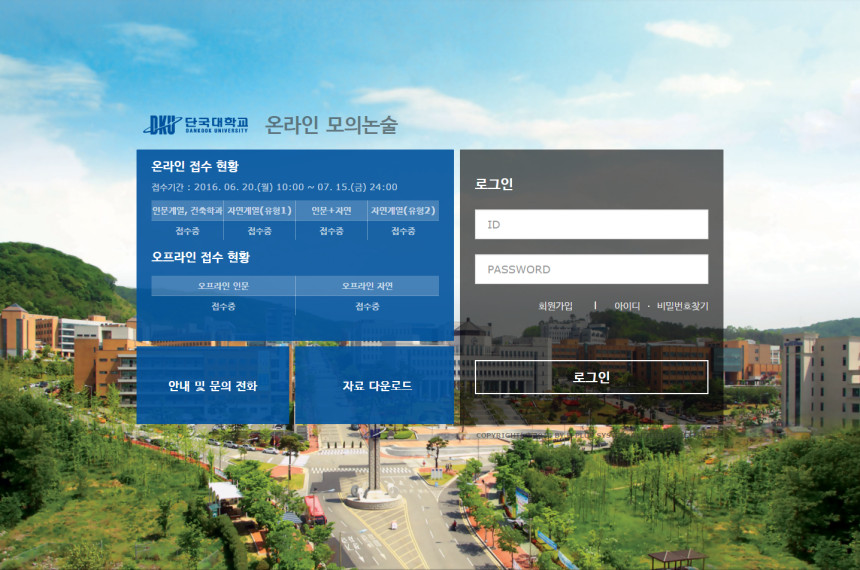 DKU 단국대학교 DANKOOK UNIVERSITY 온라인 모의논술
온라인 접수 현황
접수기간 : 2016. 06. 20.(월) 10:00 ~ 07. 15.(금) 24:00
인문계열, 건축학과 자연계열(유형1) 인문+자연 자연계열(유형2)
접수중 접수중 접수중 접수중
오프라인 접수 현황
오프라인 인문 오프라인 자연
접수중 접수중
안내 및 문의 전화 자료 다운로드
로그인
ID
PASSWORD
회원가입 | 아이디 · 비밀번호찾기
로그인